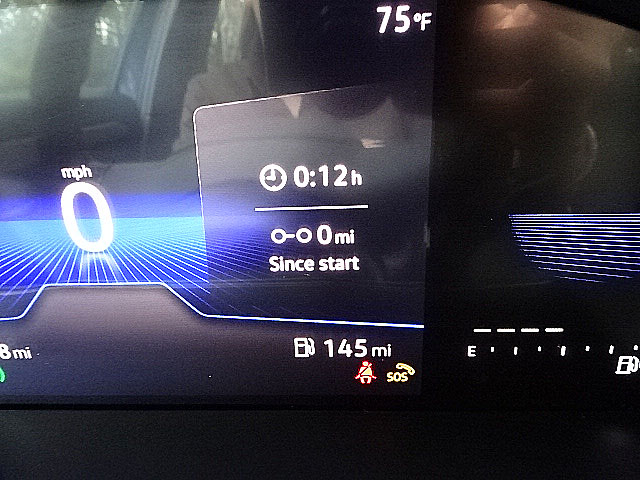 75°F
mph
0
0:12h
0mi
Since start
8mi
145mi
E
SOS